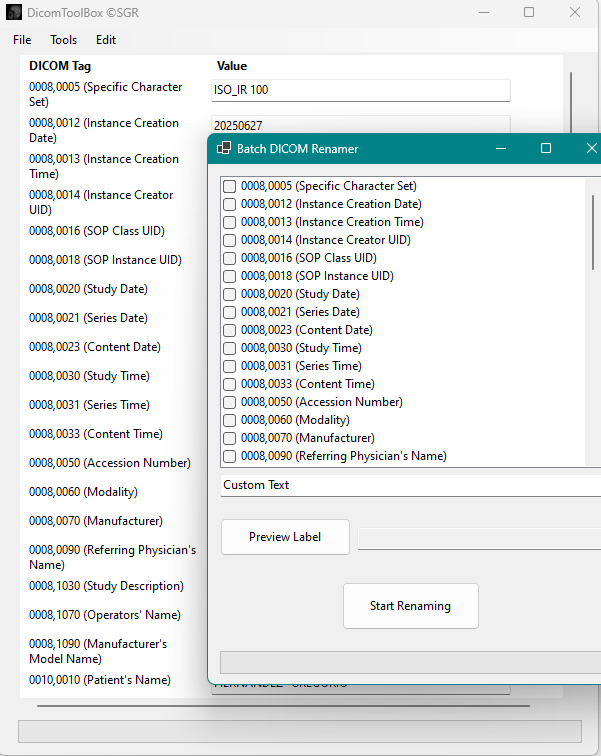 DicomToolBox ©SGR
File Tools Edit
DICOM Tag Value
0008,0005 (Specific Character
Set)
ISO_IR 100
0008,0012 (Instance Creation
Date)
20250627
0008,0013 (Instance Creation
Time)
0008,0014 (Instance Creator
UID)
0008,0016 (SOP Class UID)
0008,0018 (SOP Instance UID)
0008,0020 (Study Date)
0008,0021 (Series Date)
0008,0023 (Content Date)
0008,0030 (Study Time)
0008,0031 (Series Time)
0008,0033 (Content Time)
0008,0050 (Accession Number)
0008,0060 (Modality)
0008,0070 (Manufacturer)
0008,0090 (Referring Physician's
Name)
0008,1030 (Study Description)
0008,1070 (Operators' Name)
0008,1090 (Manufacturer's
Model Name)
0010,0010 (Patient's Name)
Batch DICOM Renamer
0008,0005 (Specific Character Set)
0008,0012 (Instance Creation Date)
0008,0013 (Instance Creation Time)
0008,0014 (Instance Creator UID)
0008,0016 (SOP Class UID)
0008,0018 (SOP Instance UID)
0008,0020 (Study Date)
0008,0021 (Series Date)
0008,0023 (Content Date)
0008,0030 (Study Time)
0008,0031 (Series Time)
0008,0033 (Content Time)
0008,0050 (Accession Number)
0008,0060 (Modality)
0008,0070 (Manufacturer)
0008,0090 (Referring Physician's Name)
Custom Text
Preview Label
Start Renaming